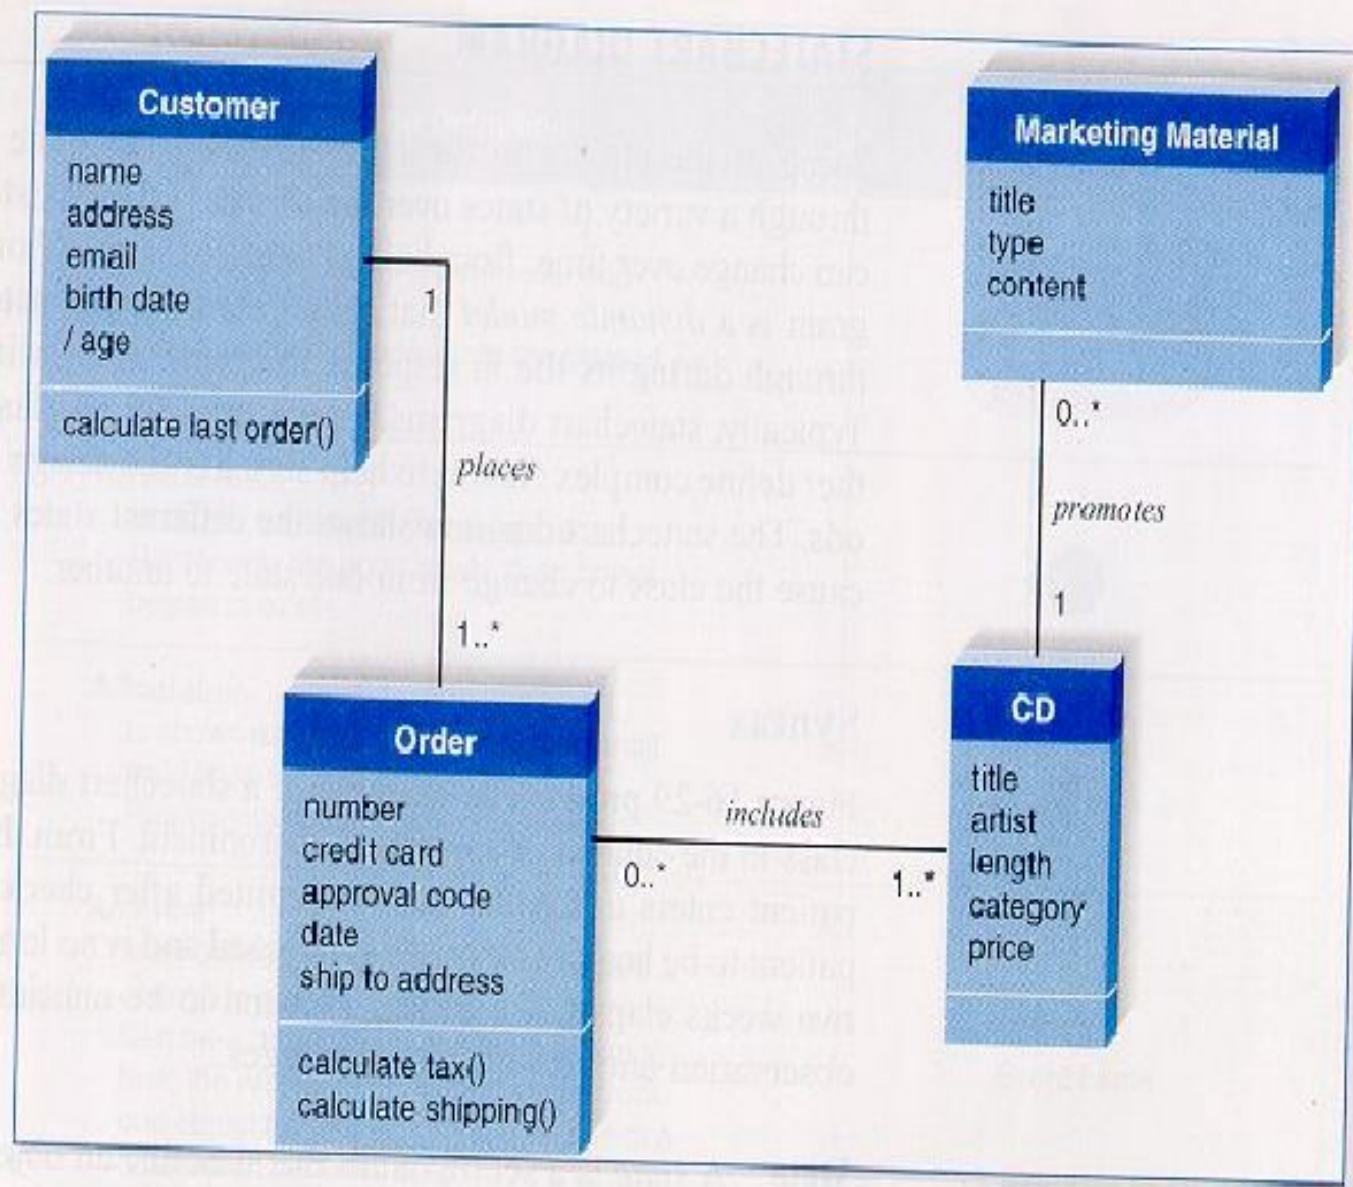 Customer
name
address
email
birth date
/ age
calculate last order()
1
places
1..*
Marketing Material
title
type
content
0..*
promotes
1
Order
number
credit card
approval code
date
ship to address
calculate tax()
calculate shipping()
includes
0..*
1..*
CD
title
artist
length
category
price